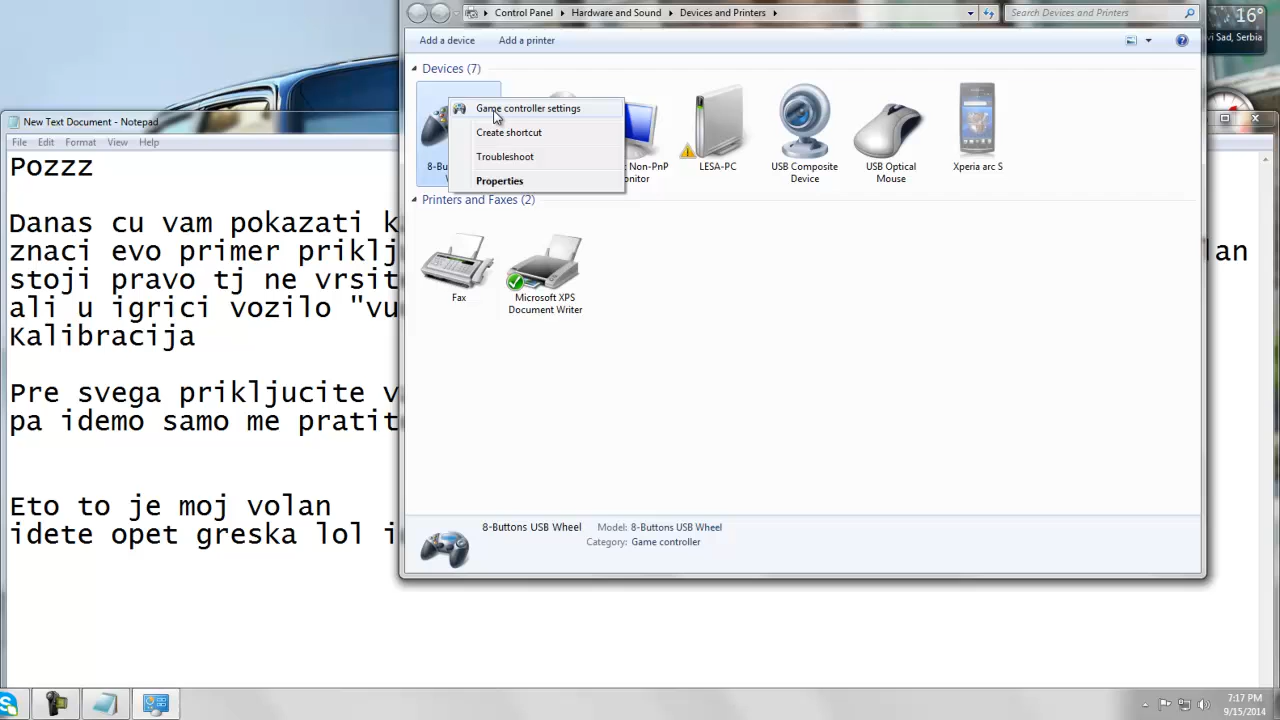 Control Panel
Hardware and Sound
Devices and Printers
Search Devices and Printers
16°
vi Sad, Serbia
Add a device
Add a printer
Devices (7)
Game controller settings
Create shortcut
Troubleshoot
Properties
8-Bu
Non-PnP
LESA-PC
USB Composite
Device
USB Optical
Mouse
Xperia arc S
Printers and Faxes (2)
Fax
Microsoft XPS
Document Writer
8-Buttons USB Wheel
Model: 8-Buttons USB Wheel
Category: Game controller
New Text Document - Notepad
File Edit Format View Help
Pozzz
Danas cu vam pokazati k
znaci evo primer priklj lan
stoji pravo tj ne vrsit
ali u igrici vozilo "vu
Kalibracija
Pre svega prikljucite v
pa idemo samo me pratit
Eto to je moj volan
idete opet greska lol i
7:17 PM
9/15/2014